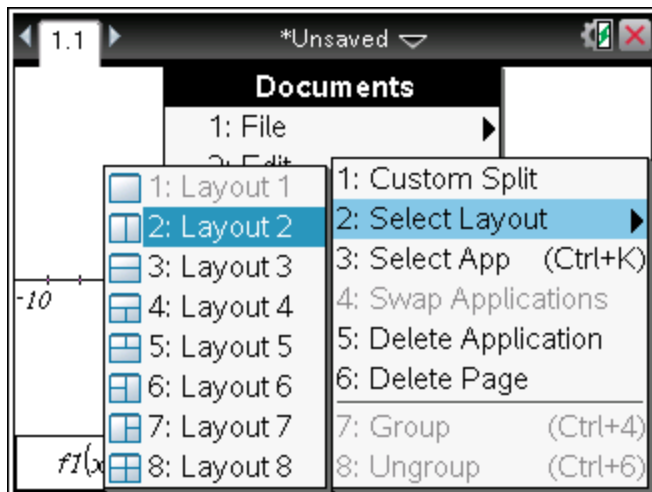 1.1
*Unsaved
Documents
1: File
2: Edit
1: Layout 1
2: Layout 2
3: Layout 3
4: Layout 4
5: Layout 5
6: Layout 6
7: Layout 7
8: Layout 8
1: Custom Split
2: Select Layout
3: Select App (Ctrl+K)
4: Swap Applications
5: Delete Application
6: Delete Page
7: Group (Ctrl+4)
8: Ungroup (Ctrl+6)
-10
f1(x